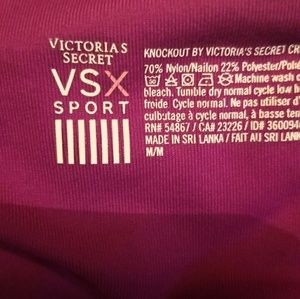 VICTORIA'S
SECRET
VSX
SPORT
KNOCKOUT BY VICTORIA'S SECRET
70% Nylon/Nailon 22% Polyester/
Machine wash
bleach. Tumble dry normal cycle low
froide. Cycle normal. Ne pas utiliser
culbutage à cycle normal, à basse
RN# 54867 / CA# 23226 / ID#
MADE IN SRI LANKA / FAIT AU SRI
M/M